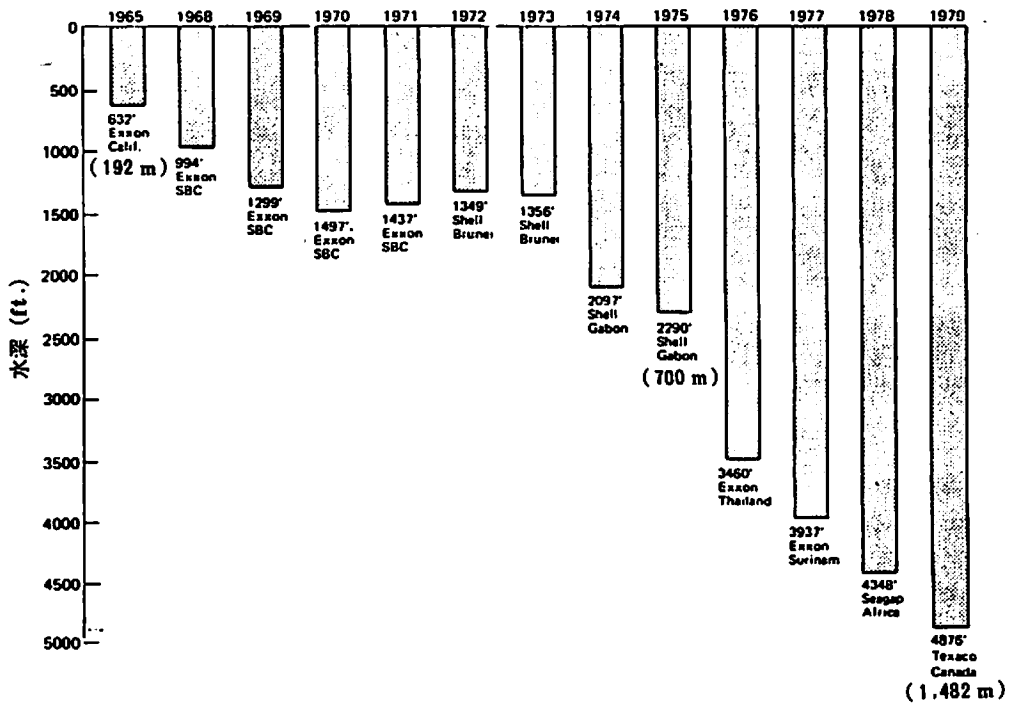 1965 1968 1969 1970 1971 1972 1973 1974 1975 1976 1977 1978 1979
0
500
1000
1500
2000
2500
3000
3500
4000
4500
5000
水深 (ft.)
632'
Exxon
Calif.
(192 m)
994'
Exxon
SBC
1299'
Exxon
SBC
1497'
Exxon
SBC
1437'
Exxon
SBC
1349'
Shell
Brunei
1356'
Shell
Brunei
2097'
Shell
Gabon
2290'
Shell
Gabon
(700 m)
3460'
Exxon
Thailand
3937'
Exxon
Surinam
4348'
Seagap
Africa
4876'
Texaco
Canada
(1,482 m)